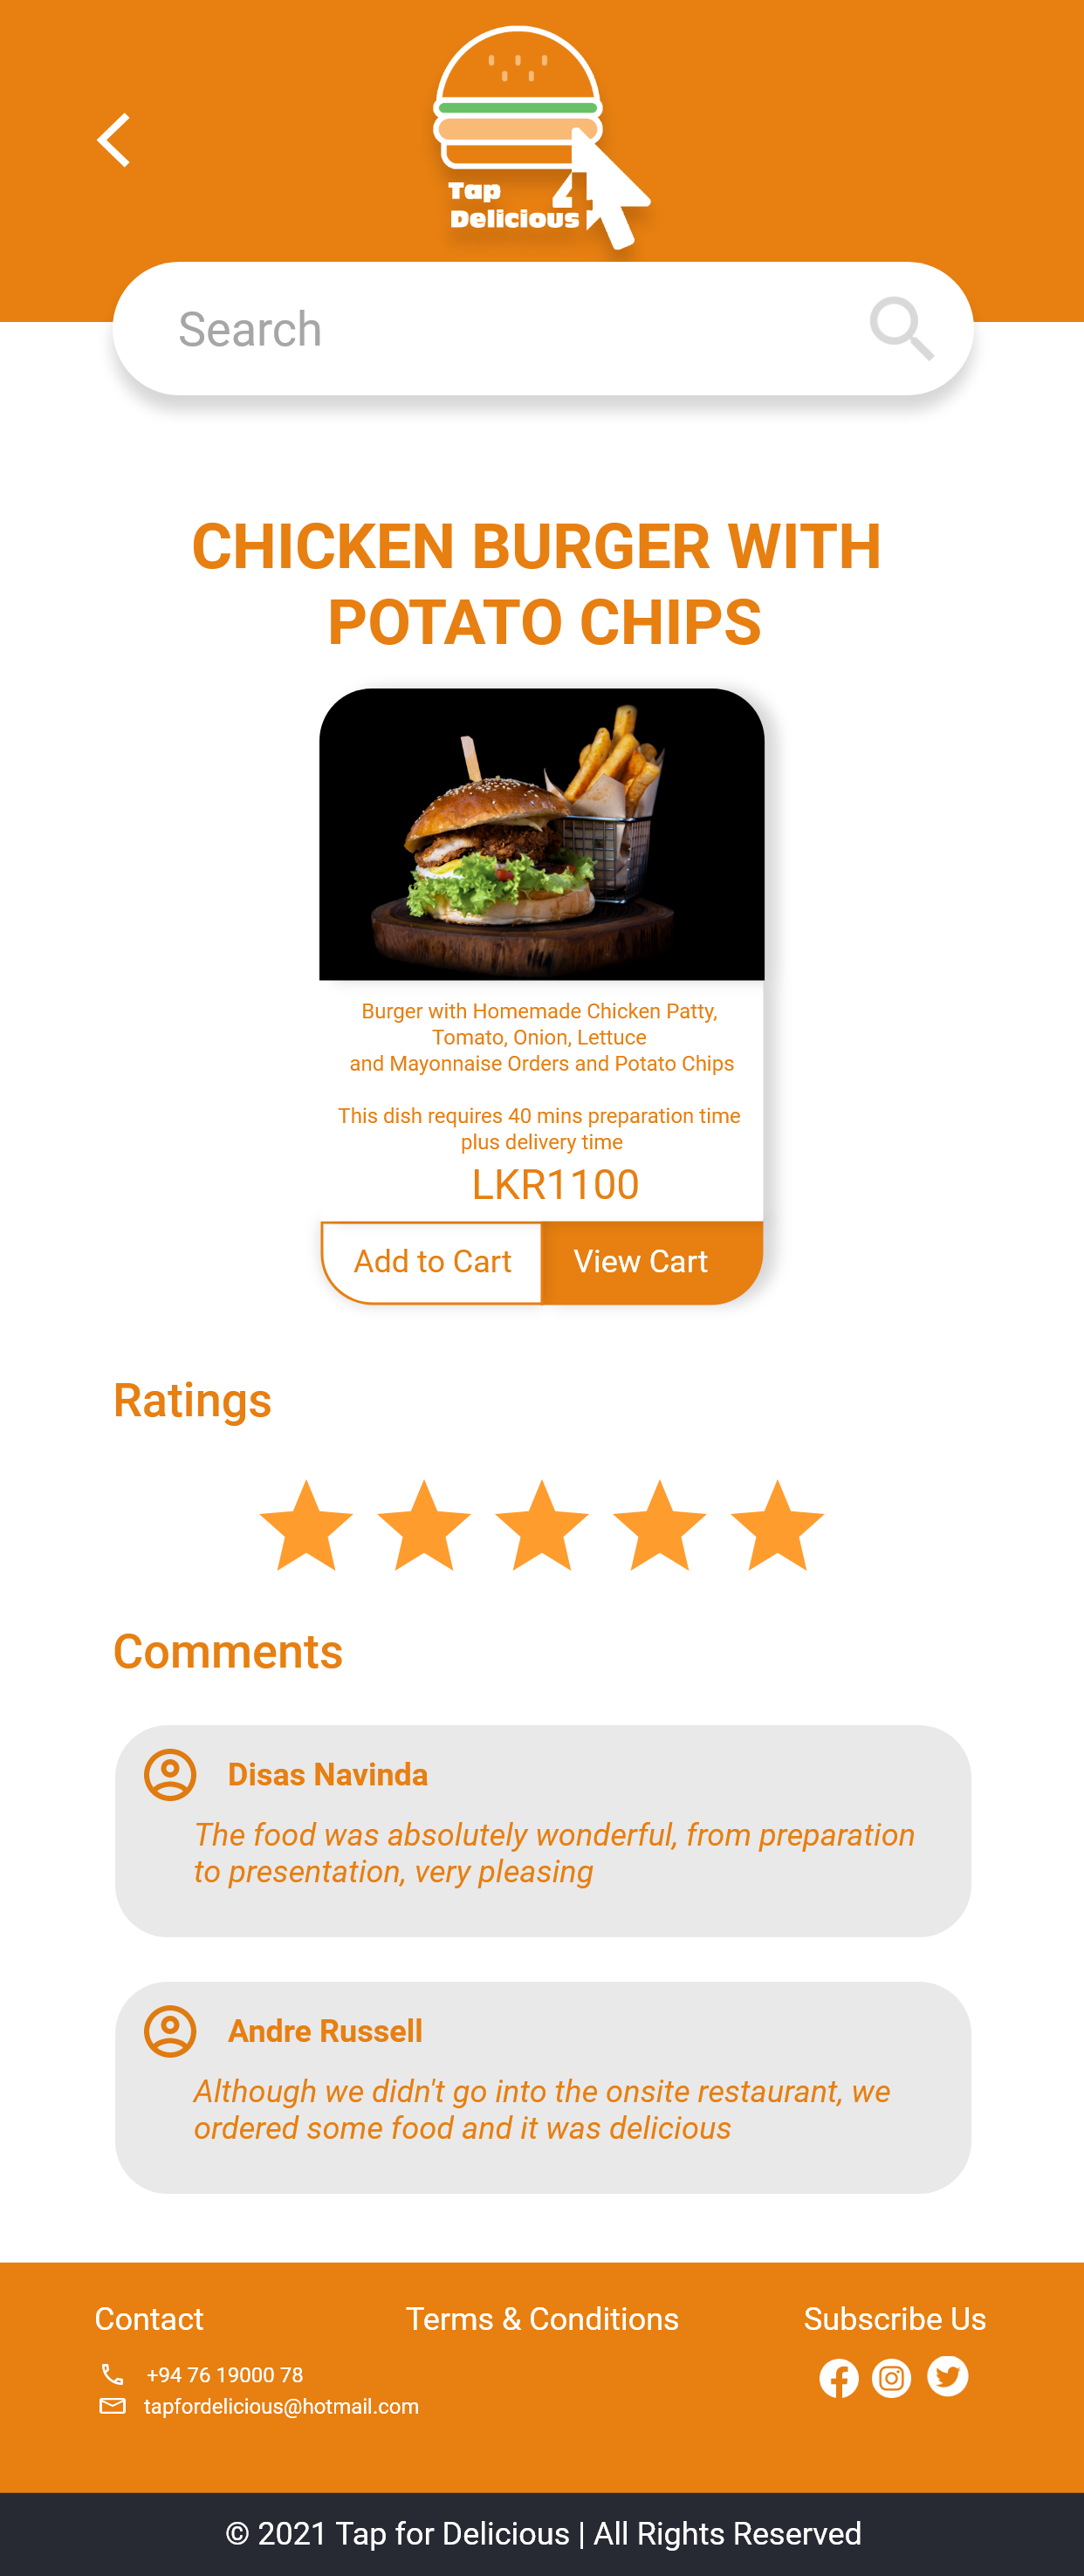 Tap 4
Delicious
Search
CHICKEN BURGER WITH
POTATO CHIPS
Burger with Homemade Chicken Patty,
Tomato, Onion, Lettuce
and Mayonnaise Orders and Potato Chips
This dish requires 40 mins preparation time
plus delivery time
LKR1100
Add to Cart View Cart
Ratings
Comments
Disas Navinda
The food was absolutely wonderful, from preparation
to presentation, very pleasing
Andre Russell
Although we didn't go into the onsite restaurant, we
ordered some food and it was delicious
Contact Terms & Conditions Subscribe Us
+94 76 19000 78
tapfordelicious@hotmail.com
© 2021 Tap for Delicious | All Rights Reserved